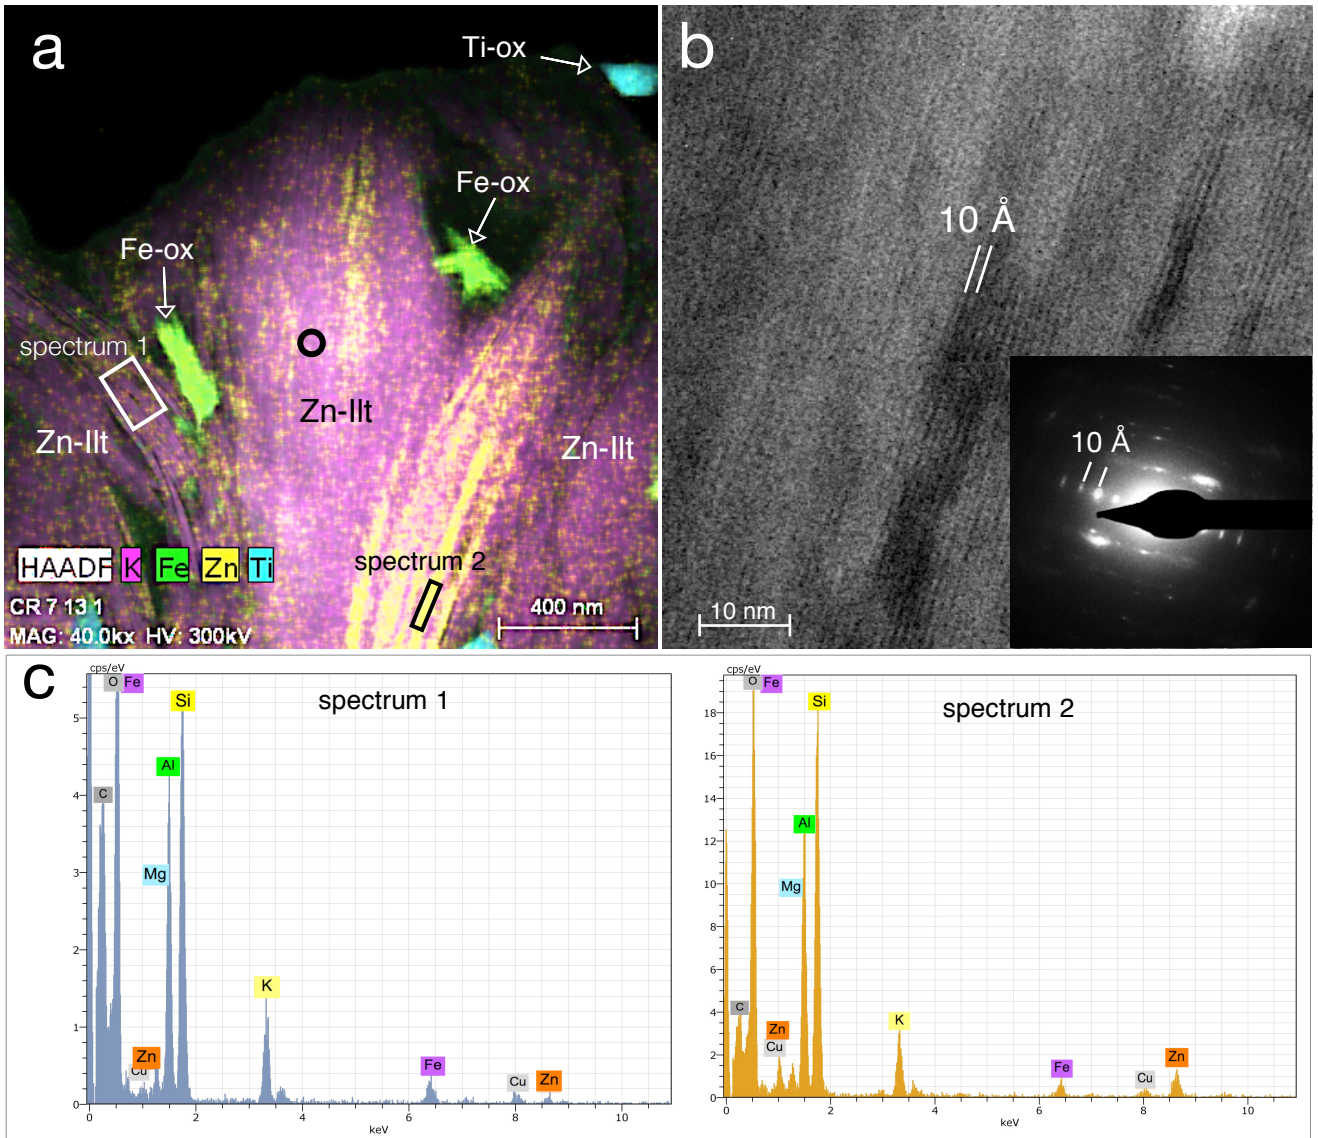 a
Ti-ox
Fe-ox
Fe-ox
spectrum 1
Zn-Ilt
Zn-Ilt
Zn-Ilt
spectrum 2
HAADF K Fe Zn Ti
CR 7 13 1
MAG: 40.0kx HV: 300kV
400 nm
b
10 Å
10 Å
10 nm
c
cps/eV
spectrum 1
O Fe
Si
Al
C
Mg
K
Zn
Cu
Fe
Cu
Zn
5
4
3
2
1
0
0 2 4 6 8 10
keV
cps/eV
spectrum 2
O Fe
Si
Al
Mg
C
Zn
Cu
K
Fe
Cu
Zn
18
16
14
12
10
8
6
4
2
0
0 2 4 6 8 10
keV